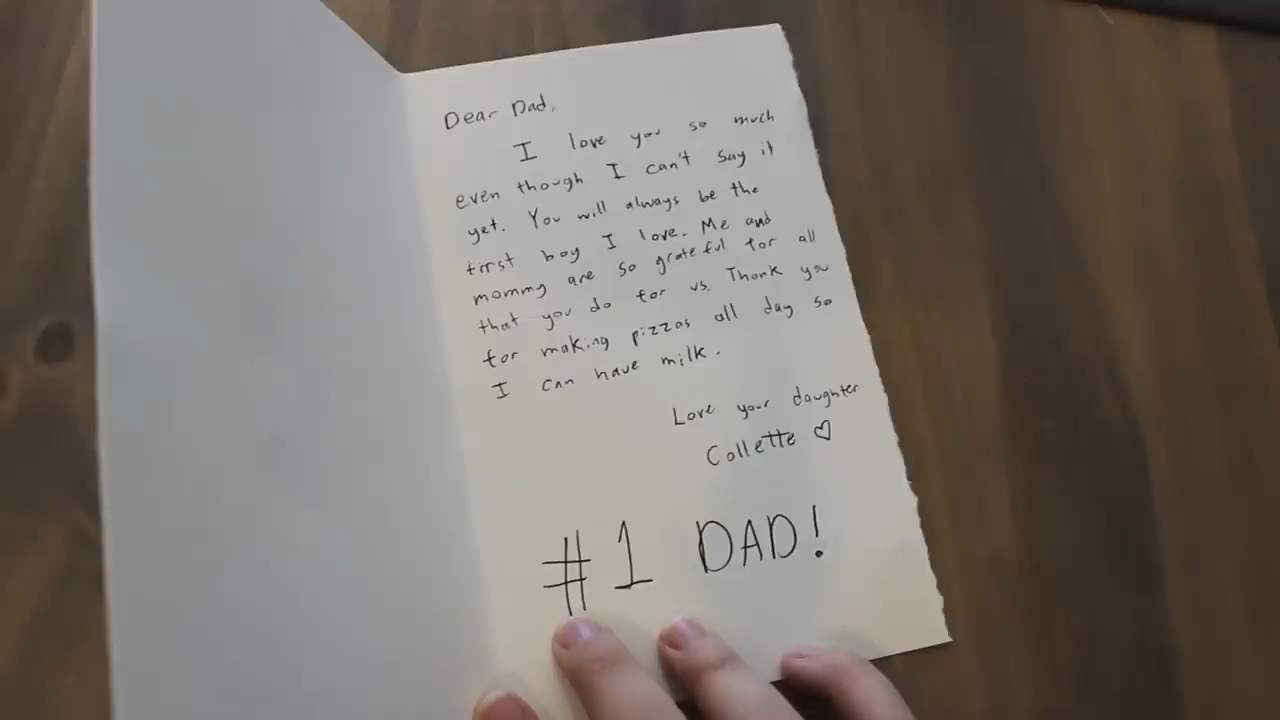 Dear Dad,
I love you so much
even though I can't say it
yet. You will always be the
first boy I love. Me and
mommy are so grateful for all
that you do for us. Thank you
for making pizzas all day so
I can have milk.
Love your daughter
Collette ♡
#1 DAD!